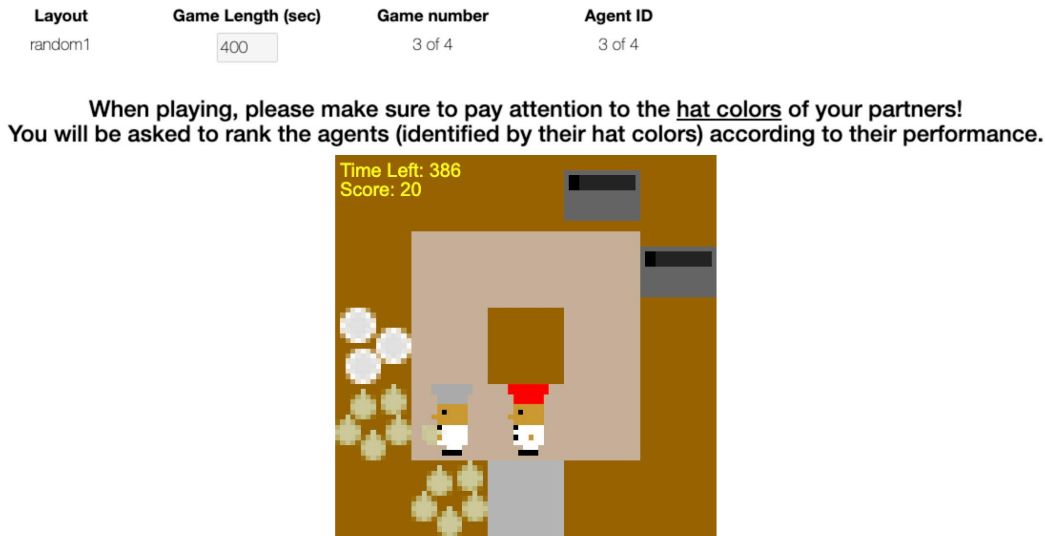 Layout Game Length (sec) Game number Agent ID
random1 400 3 of 4 3 of 4
When playing, please make sure to pay attention to the hat colors of your partners!
You will be asked to rank the agents (identified by their hat colors) according to their performance.
Time Left: 386
Score: 20